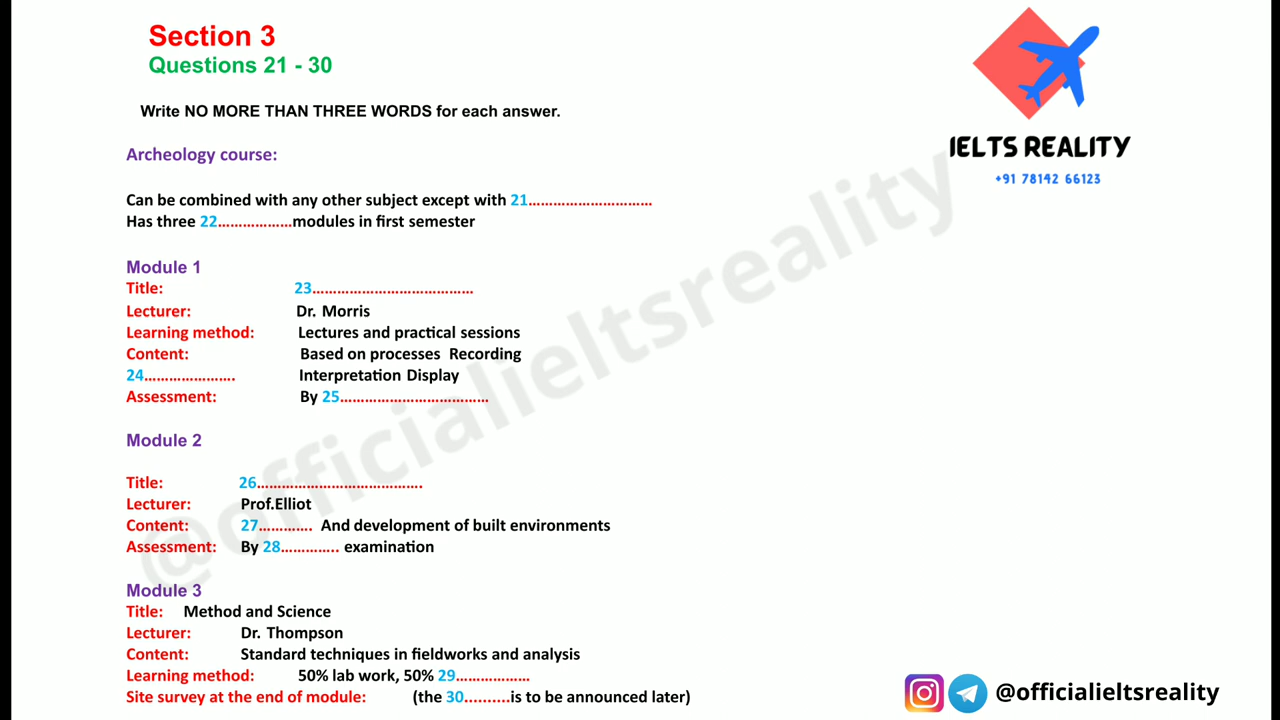 Section 3
Questions 21 - 30
Write NO MORE THAN THREE WORDS for each answer.
Archeology course:
Can be combined with any other subject except with 21..............................
Has three 22..................modules in first semester
Module 1
Title: 23.......................................
Lecturer: Dr. Morris
Learning method: Lectures and practical sessions
Content: Based on processes Recording
24...................... Interpretation Display
Assessment: By 25....................................
Module 2
Title: 26........................................
Lecturer: Prof.Elliot
Content: 27............. And development of built environments
Assessment: By 28.............. examination
Module 3
Title: Method and Science
Lecturer: Dr. Thompson
Content: Standard techniques in fieldworks and analysis
Learning method: 50% lab work, 50% 29..................
Site survey at the end of module: (the 30..........is to be announced later)
IELTS REALITY
+91 78142 66123
@officialieltsreality
@officialieltsreality